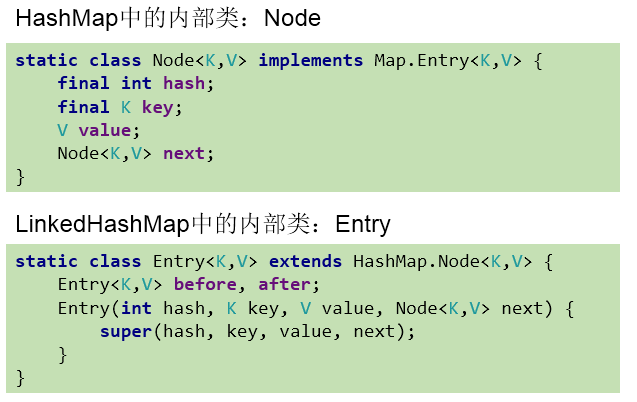 HashMap中的内部类：Node
static class Node<K,V> implements Map.Entry<K,V> {
    final int hash;
    final K key;
    V value;
    Node<K,V> next;
}
LinkedHashMap中的内部类：Entry
static class Entry<K,V> extends HashMap.Node<K,V> {
    Entry<K,V> before, after;
    Entry(int hash, K key, V value, Node<K,V> next) {
        super(hash, key, value, next);
    }
}